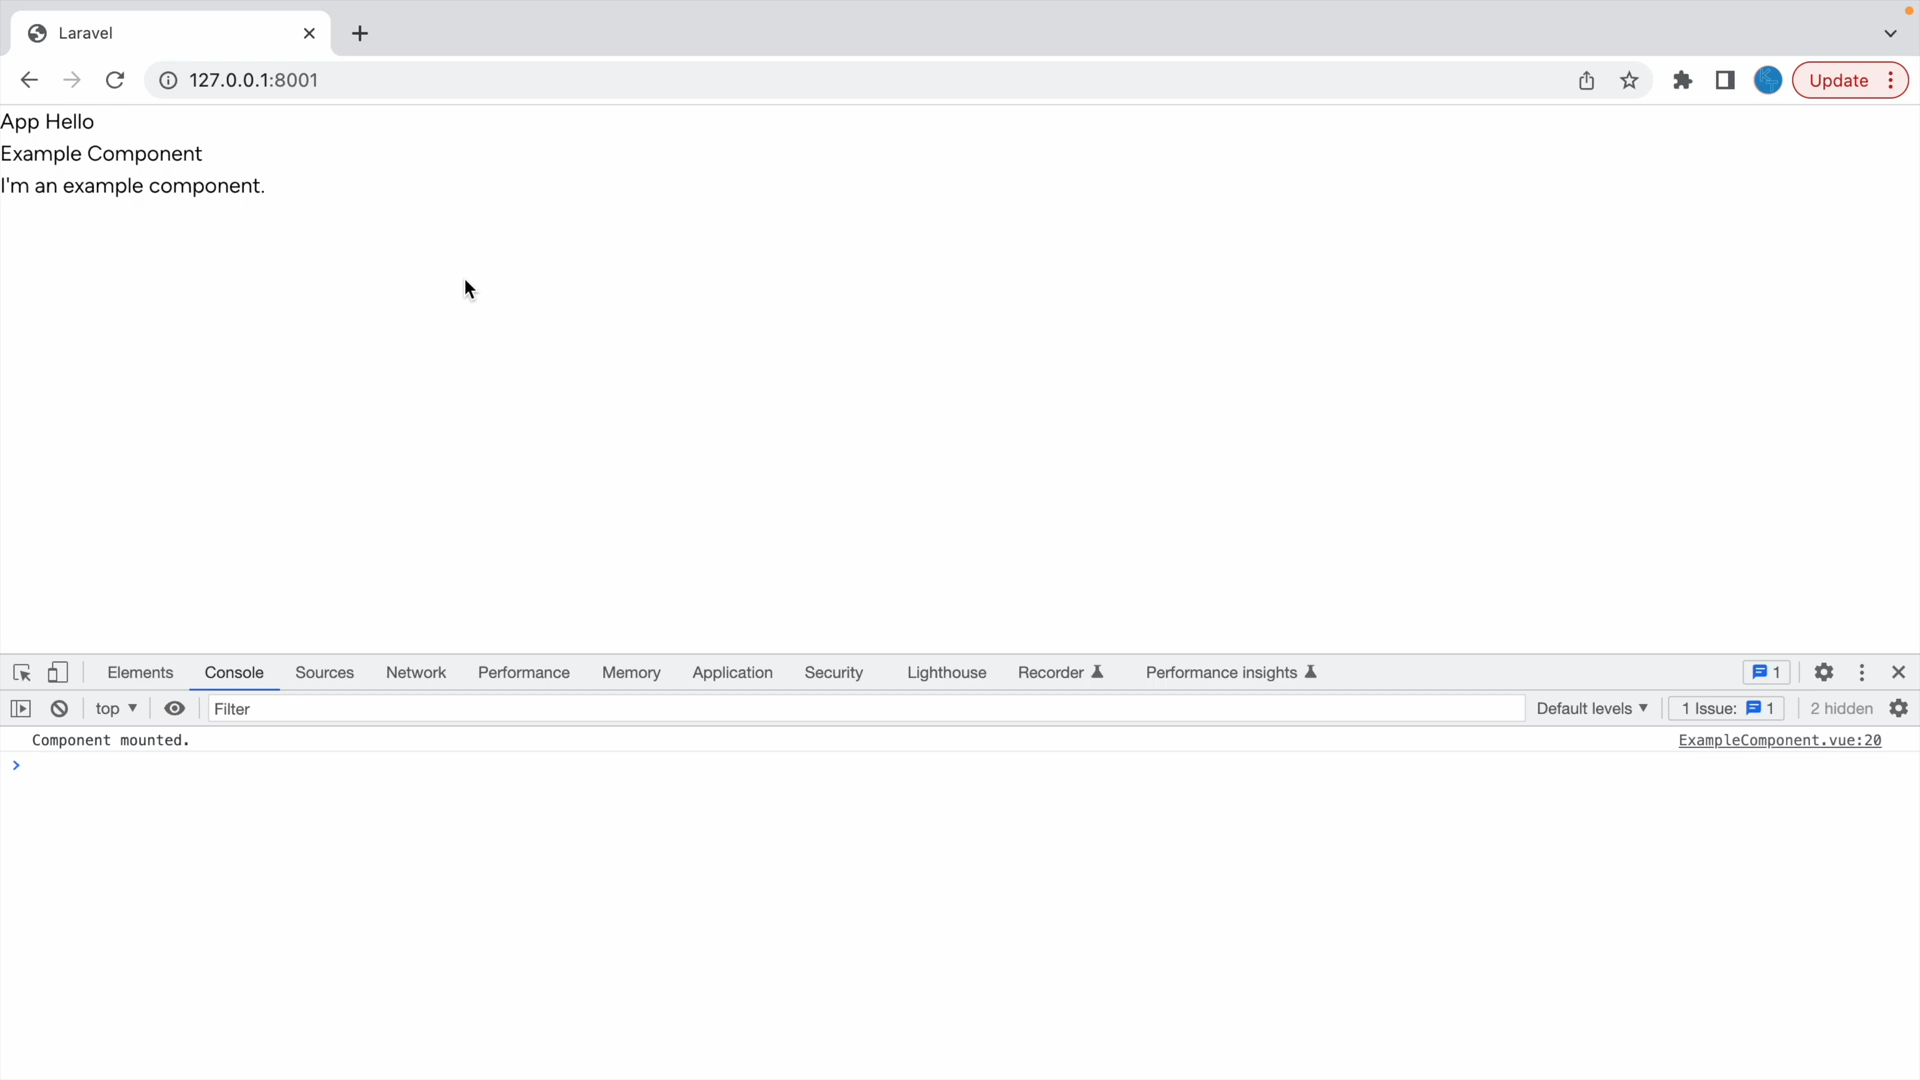 Laravel
127.0.0.1:8001
Update
App Hello
Example Component
I'm an example component.
Elements Console Sources Network Performance Memory Application Security Lighthouse Recorder Performance insights 1
top Filter Default levels 1 Issue: 1 2 hidden
Component mounted. ExampleComponent.vue:20